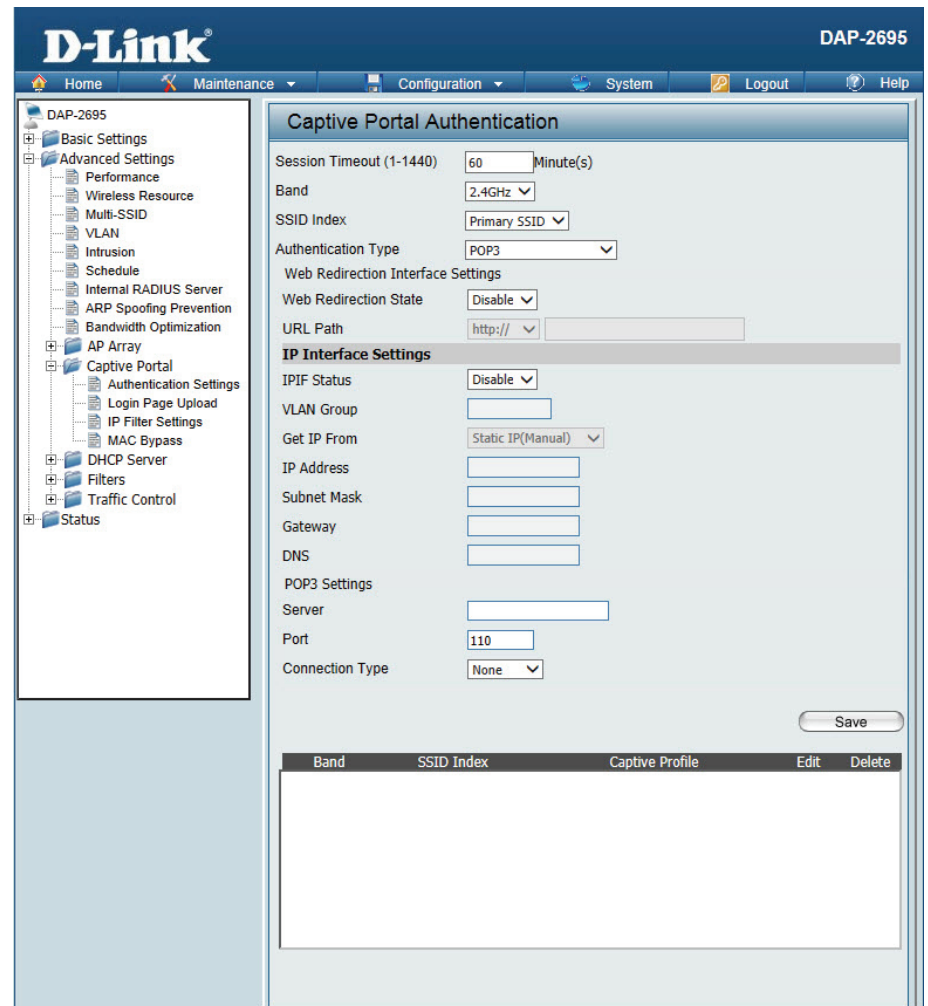 D-Link®
DAP-2695
Home Maintenance Configuration System Logout Help
DAP-2695
Basic Settings
Advanced Settings
Performance
Wireless Resource
Multi-SSID
VLAN
Intrusion
Schedule
Internal RADIUS Server
ARP Spoofing Prevention
Bandwidth Optimization
AP Array
Captive Portal
Authentication Settings
Login Page Upload
IP Filter Settings
MAC Bypass
DHCP Server
Filters
Traffic Control
Status
Captive Portal Authentication
Session Timeout (1-1440) 60 Minute(s)
Band 2.4GHz
SSID Index Primary SSID
Authentication Type POP3
Web Redirection Interface Settings
Web Redirection State Disable
URL Path http://
IP Interface Settings
IPIF Status Disable
VLAN Group
Get IP From Static IP(Manual)
IP Address
Subnet Mask
Gateway
DNS
POP3 Settings
Server
Port 110
Connection Type None
Save
Band SSID Index Captive Profile Edit Delete